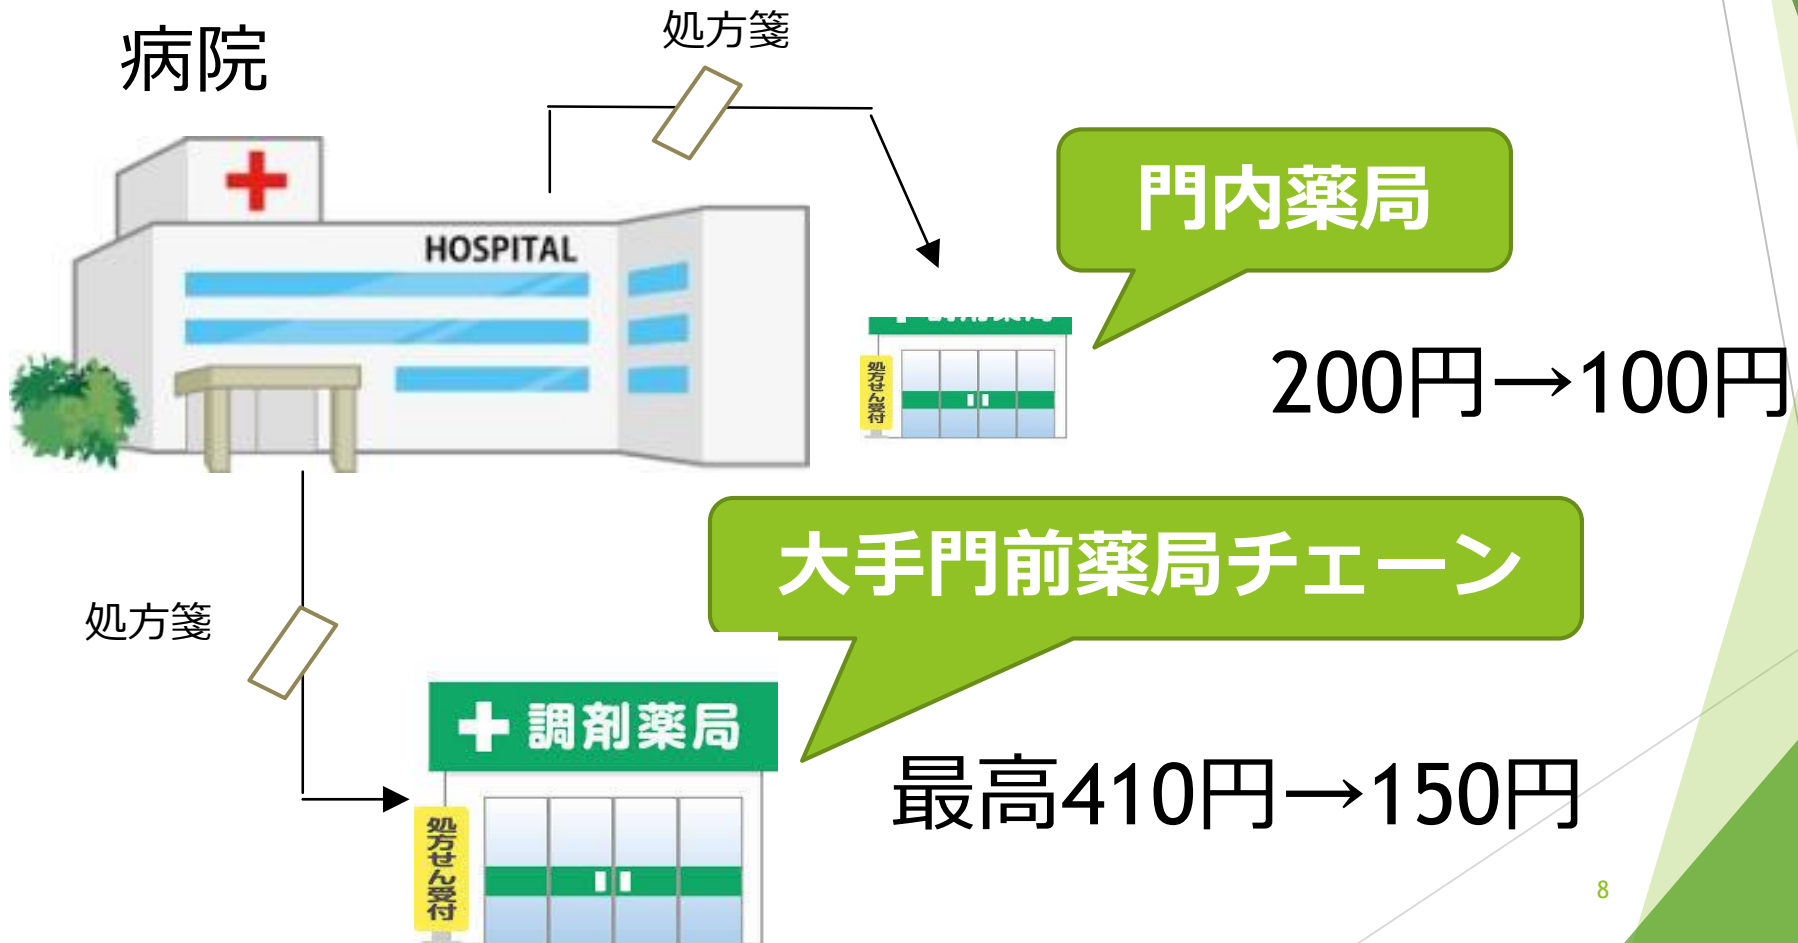 病院
処方箋
HOSPITAL
門内薬局
処方せん受付
200円→100円
大手門前薬局チェーン
処方箋
調剤薬局
処方せん受付
最高410円→150円
8